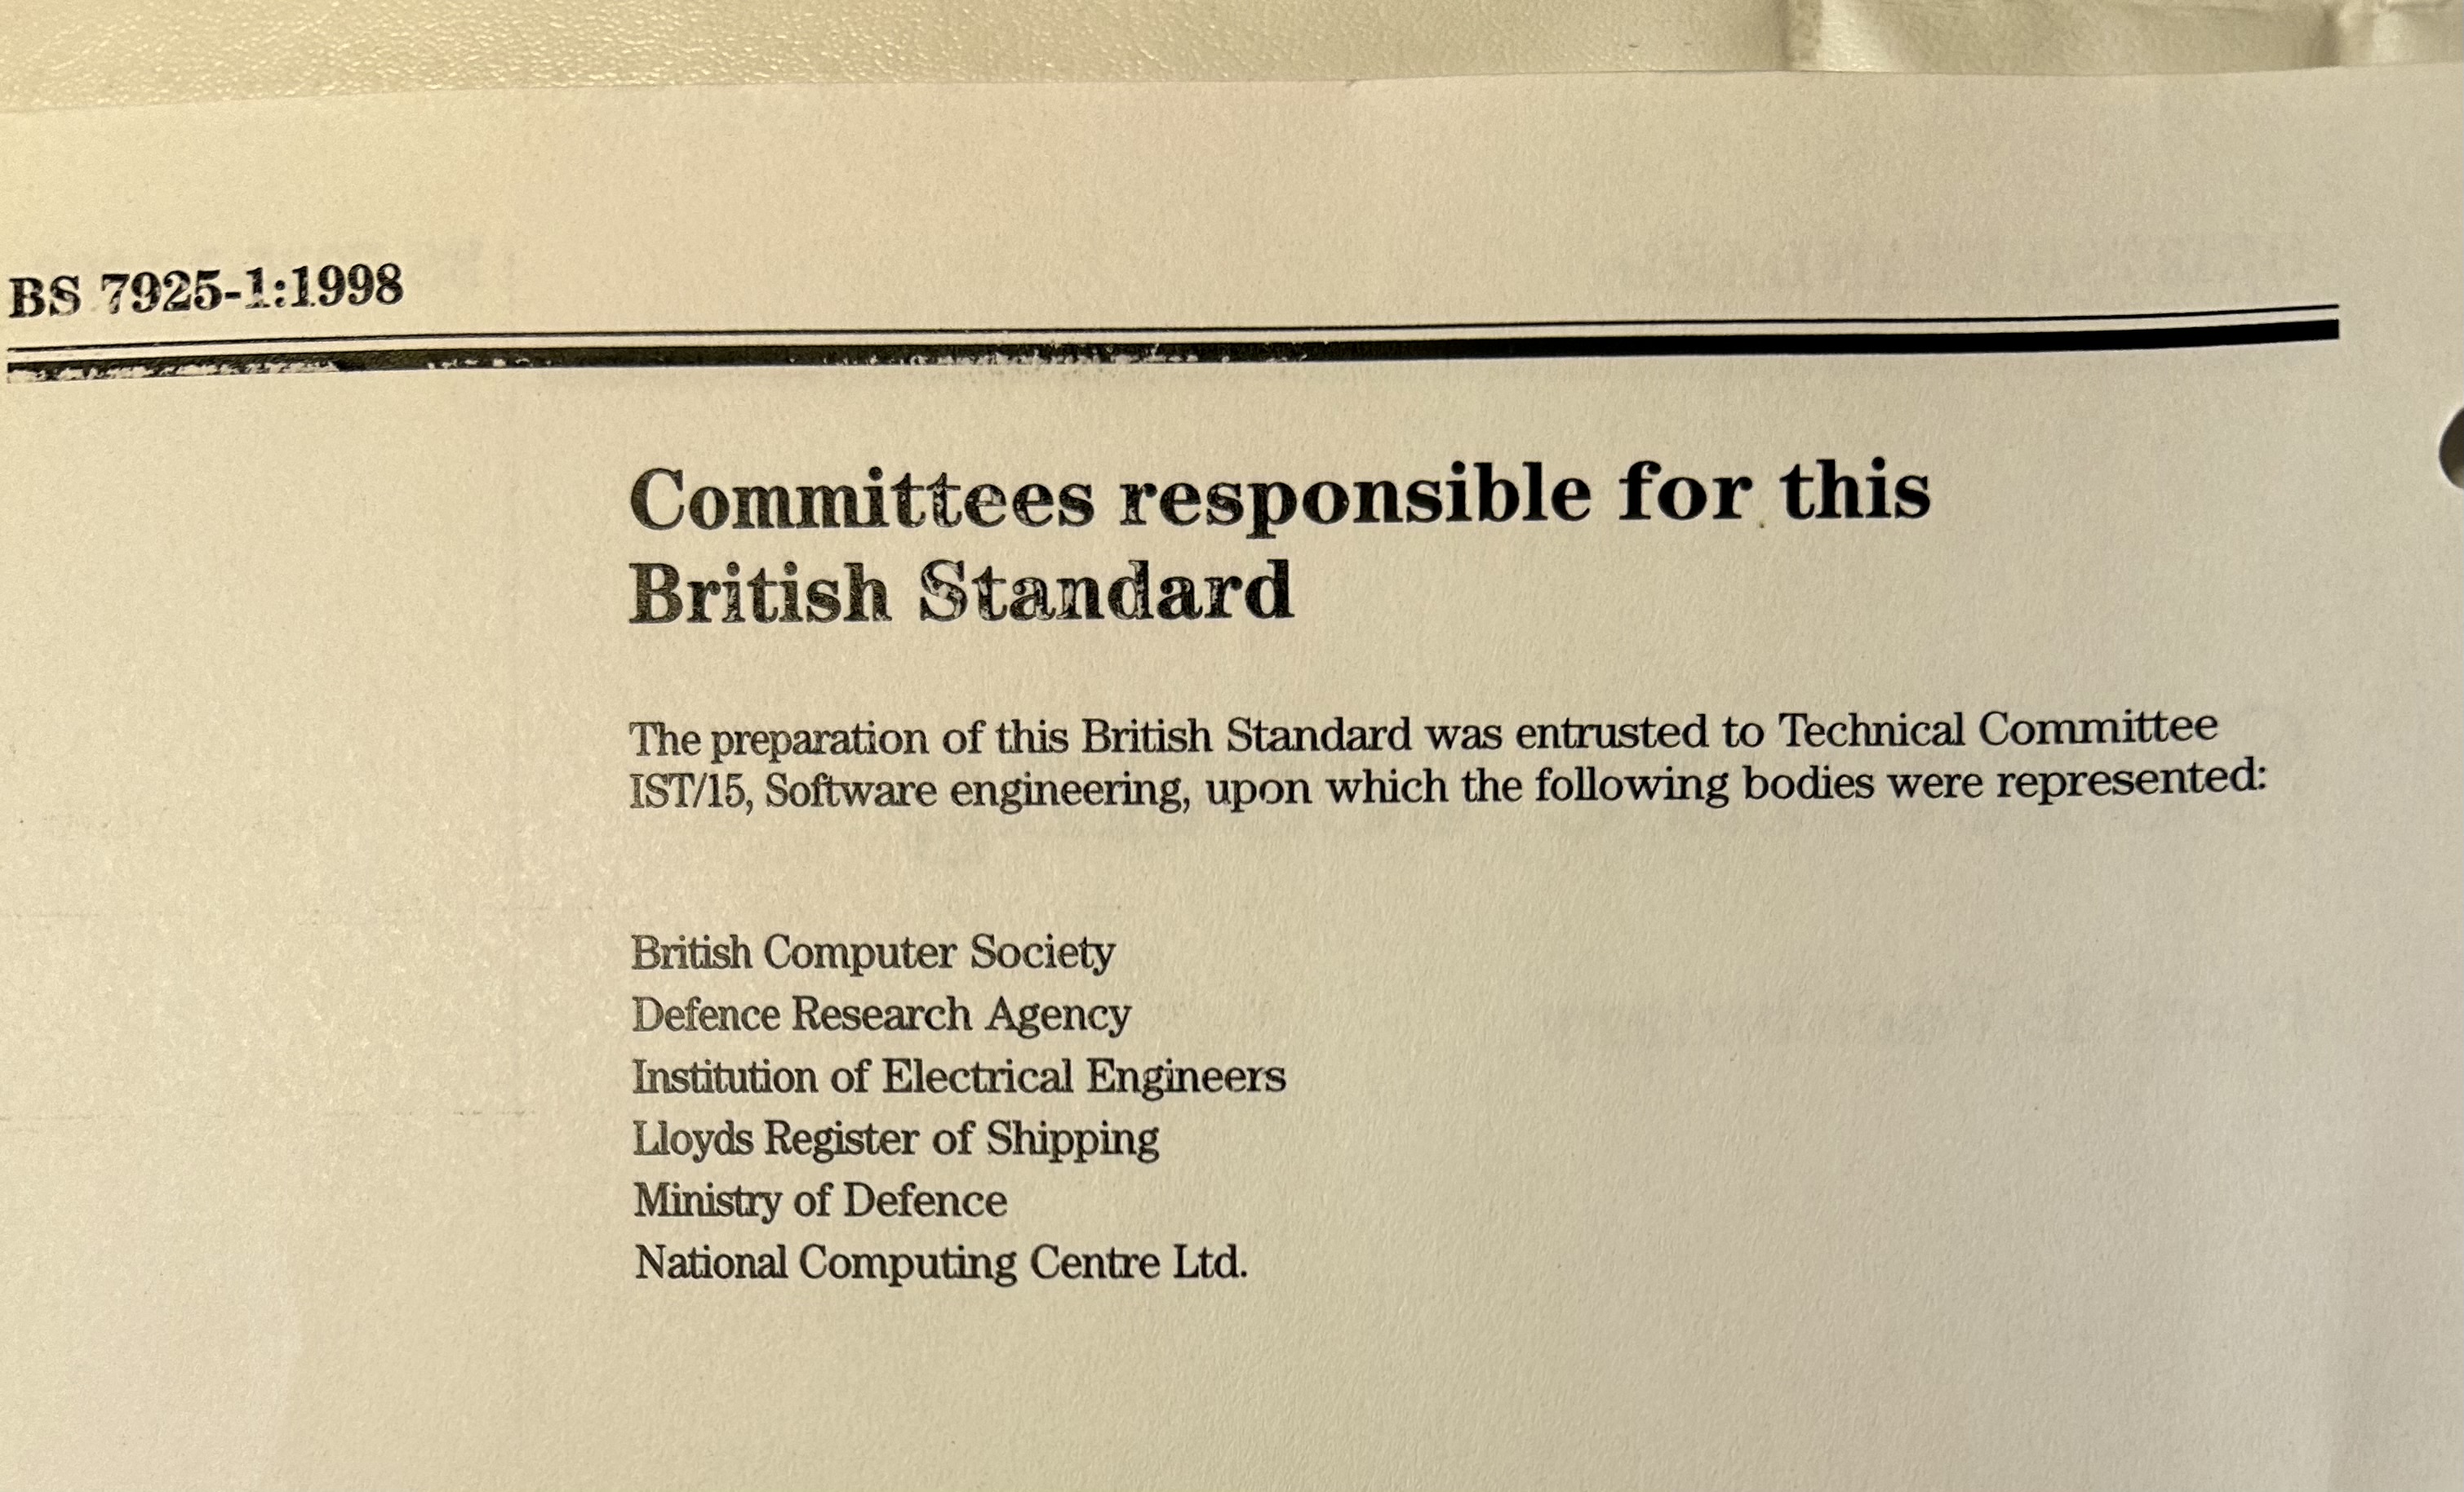 BS 7925-1:1998
Committees responsible for this
British Standard
The preparation of this British Standard was entrusted to Technical Committee
IST/15, Software engineering, upon which the following bodies were represented:
British Computer Society
Defence Research Agency
Institution of Electrical Engineers
Lloyds Register of Shipping
Ministry of Defence
National Computing Centre Ltd.